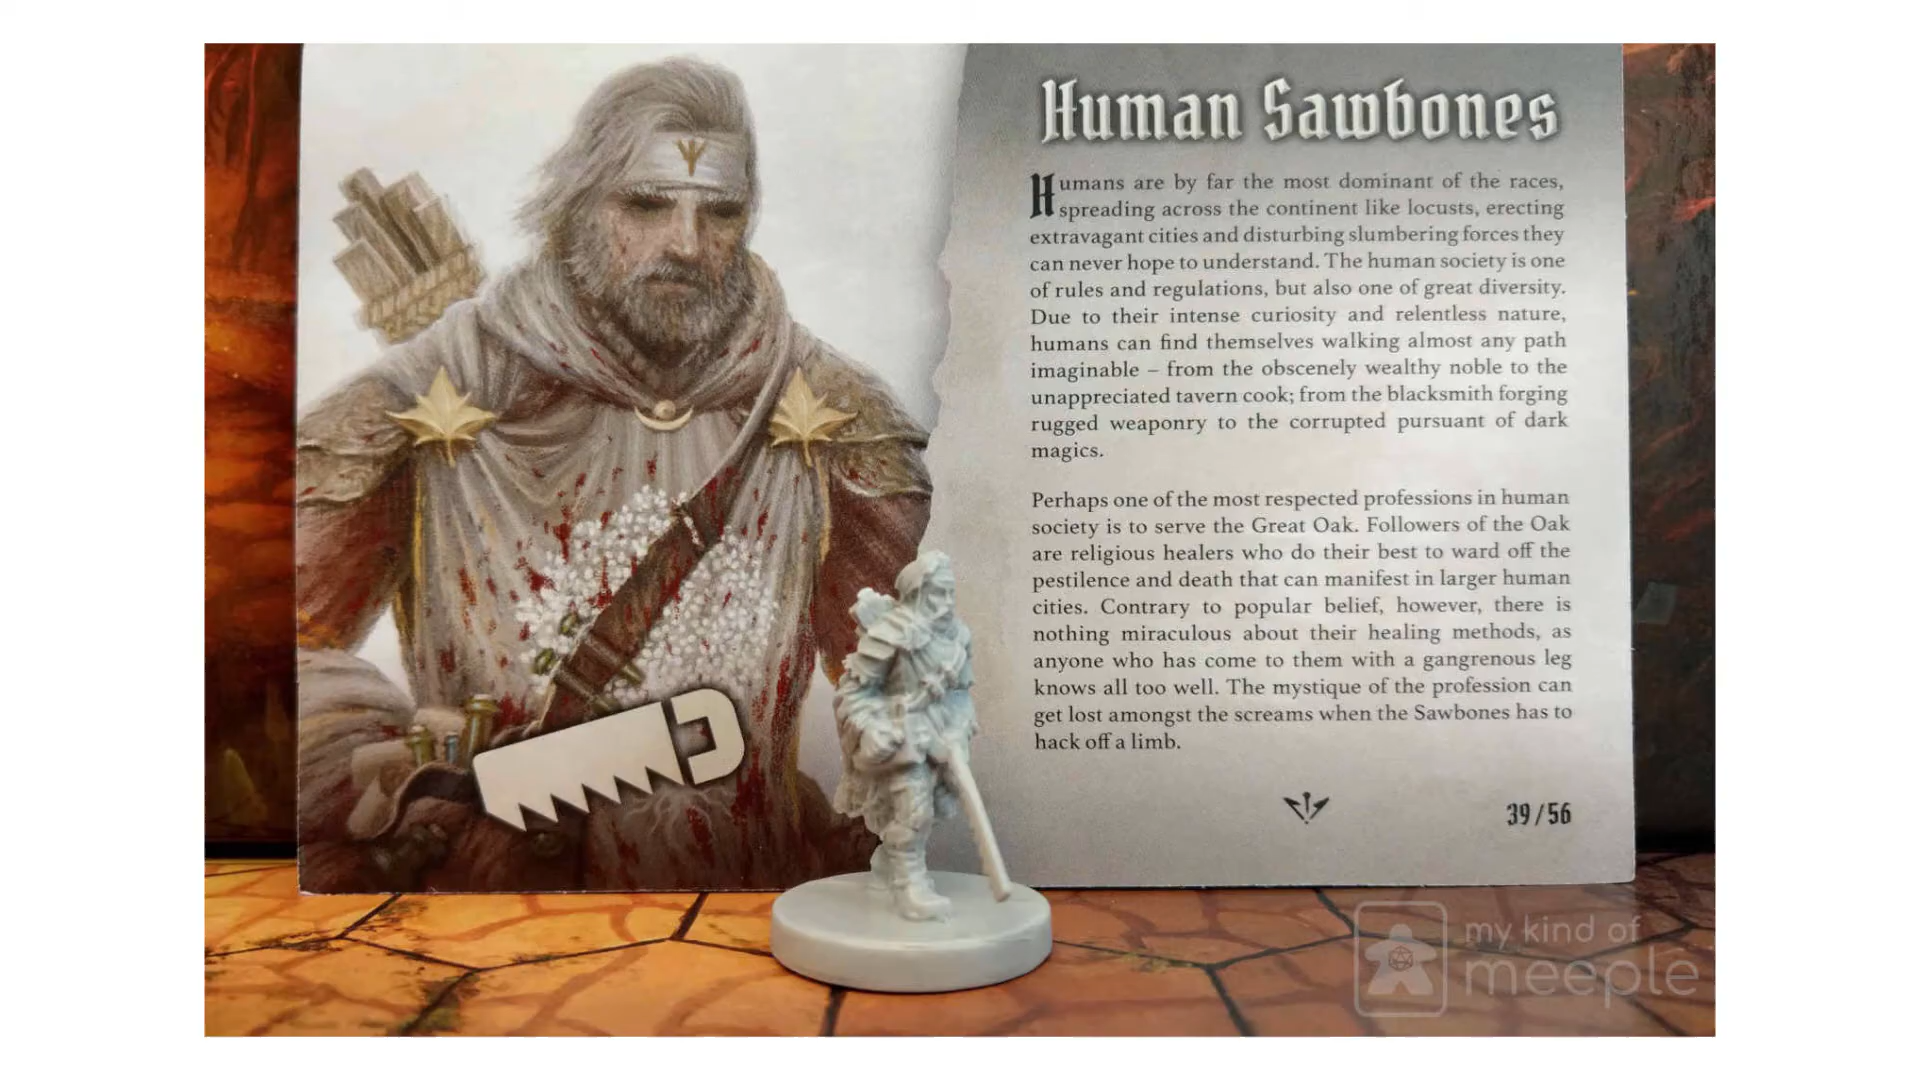 Human Sawbones
Humans are by far the most dominant of the races,
spreading across the continent like locusts, erecting
extravagant cities and disturbing slumbering forces they
can never hope to understand. The human society is one
of rules and regulations, but also one of great diversity.
Due to their intense curiosity and relentless nature,
humans can find themselves walking almost any path
imaginable – from the obscenely wealthy noble to the
unappreciated tavern cook; from the blacksmith forging
rugged weaponry to the corrupted pursuant of dark
magics.
Perhaps one of the most respected professions in human
society is to serve the Great Oak. Followers of the Oak
are religious healers who do their best to ward off the
pestilence and death that can manifest in larger human
cities. Contrary to popular belief, however, there is
nothing miraculous about their healing methods, as
anyone who has come to them with a gangrenous leg
knows all too well. The mystique of the profession can
get lost amongst the screams when the Sawbones has to
hack off a limb.
39/56
my kind of
meeple